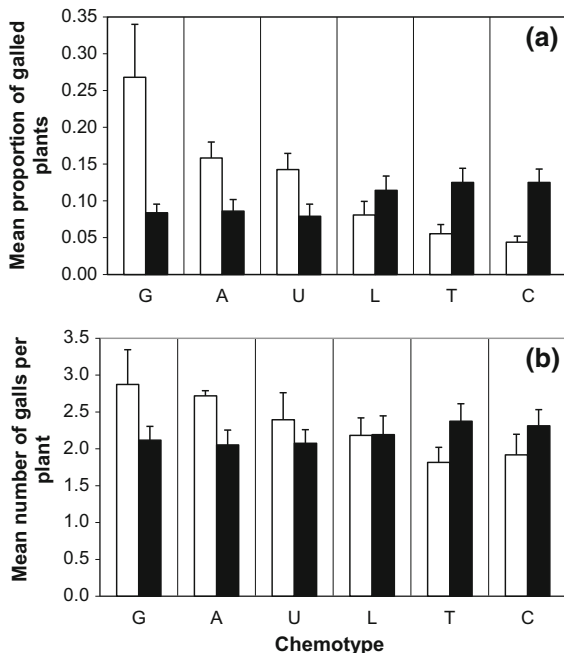 (a)
Mean proportion of galled
plants
0.35
0.30
0.25
0.20
0.15
0.10
0.05
0.00
G A U L T C
(b)
Mean number of galls per
plant
3.5
3.0
2.5
2.0
1.5
1.0
0.5
0.0
G A U L T C
Chemotype